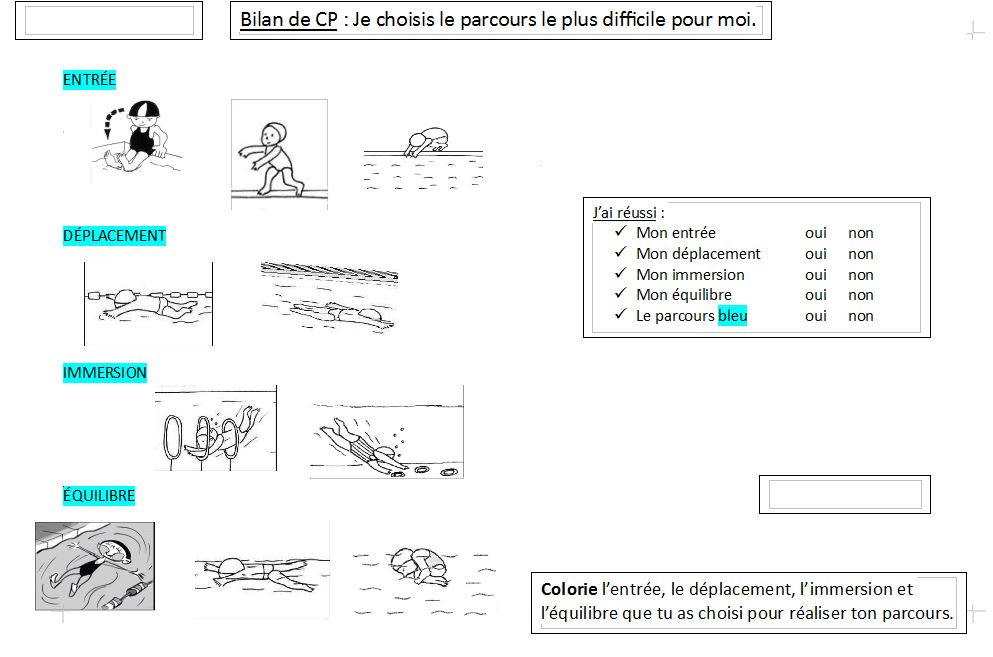 Bilan de CP : Je choisis le parcours le plus difficile pour moi.
ENTRÉE
DÉPLACEMENT
IMMERSION
ÉQUILIBRE
J'ai réussi :
✓ Mon entrée oui non
✓ Mon déplacement oui non
✓ Mon immersion oui non
✓ Mon équilibre oui non
✓ Le parcours bleu oui non
Colorie l'entrée, le déplacement, l'immersion et
l'équilibre que tu as choisi pour réaliser ton parcours.